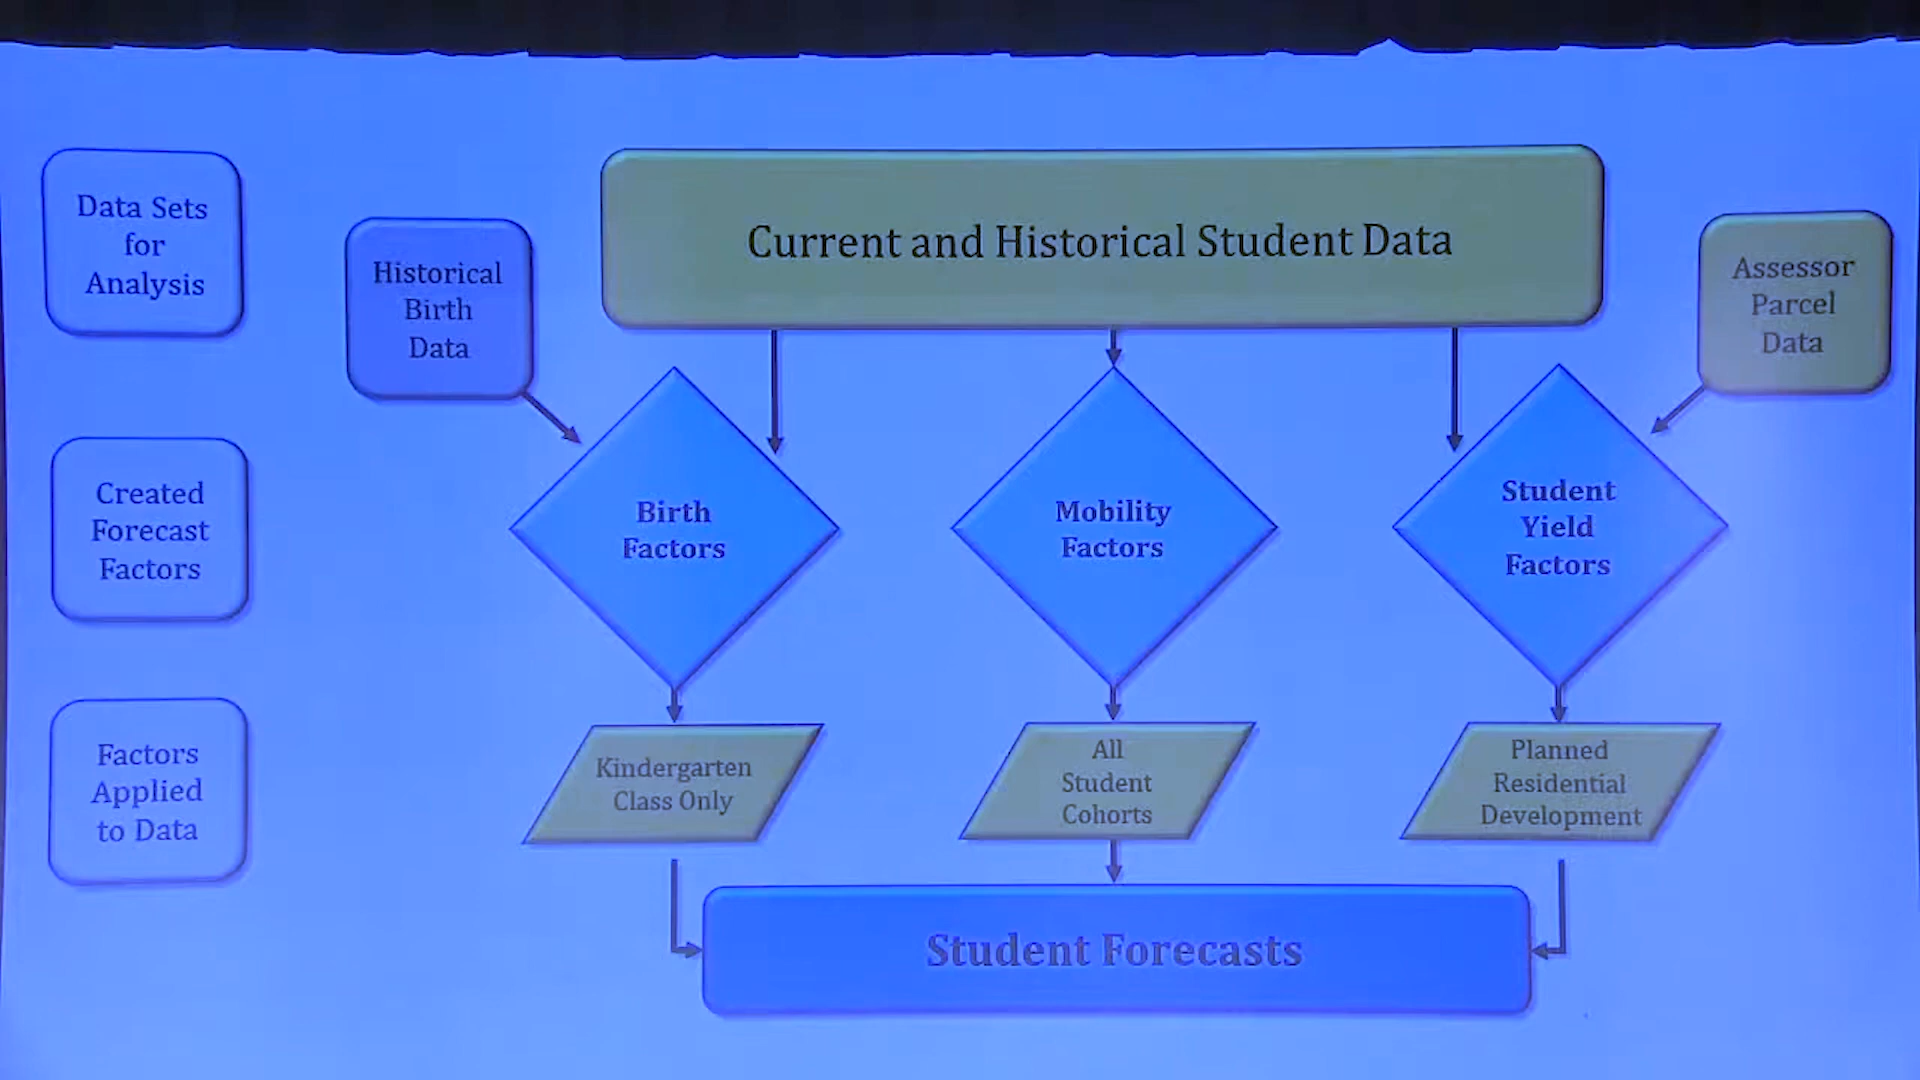 Data Sets
for
Analysis
Historical
Birth
Data
Current and Historical Student Data
Assessor
Parcel
Data
Created
Forecast
Factors
Birth
Factors
Mobility
Factors
Student
Yield
Factors
Factors
Applied
to Data
Kindergarten
Class Only
All
Student
Cohorts
Planned
Residential
Development
Student Forecasts